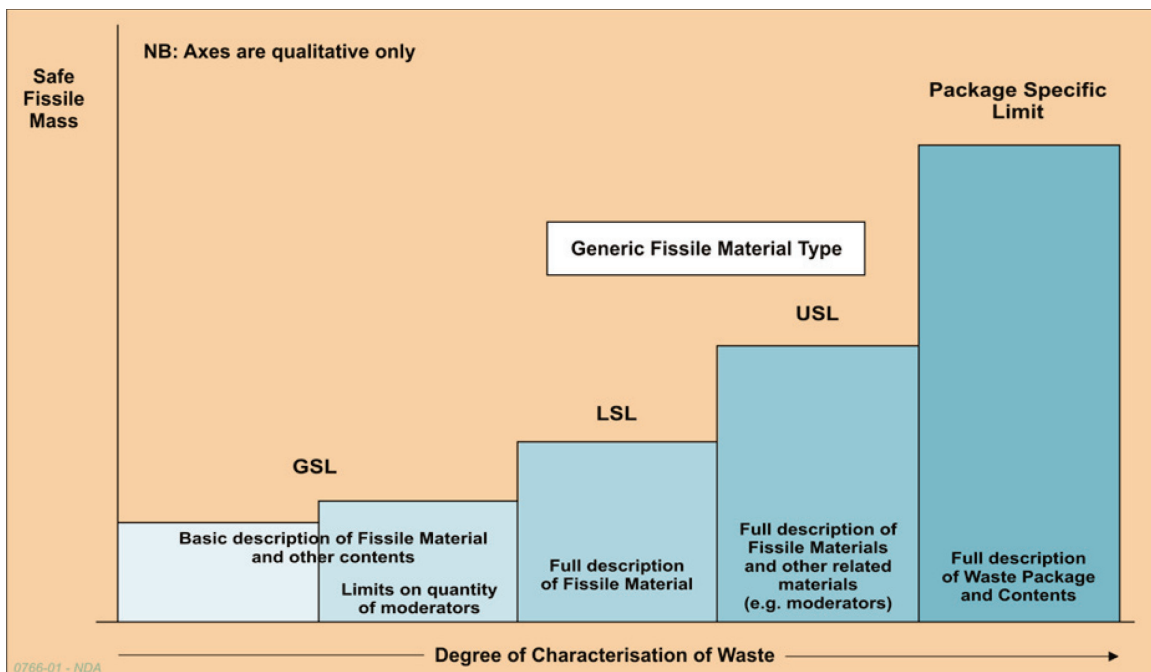 NB: Axes are qualitative only
Safe
Fissile
Mass
Package Specific
Limit
Generic Fissile Material Type
USL
LSL
GSL
Basic description of Fissile Material
and other contents
Limits on quantity
of moderators
Full description
of Fissile Material
Full description of
Fissile Materials
and other related
materials
(e.g. moderators)
Full description
of Waste Package
and Contents
Degree of Characterisation of Waste
0766-01 - NDA